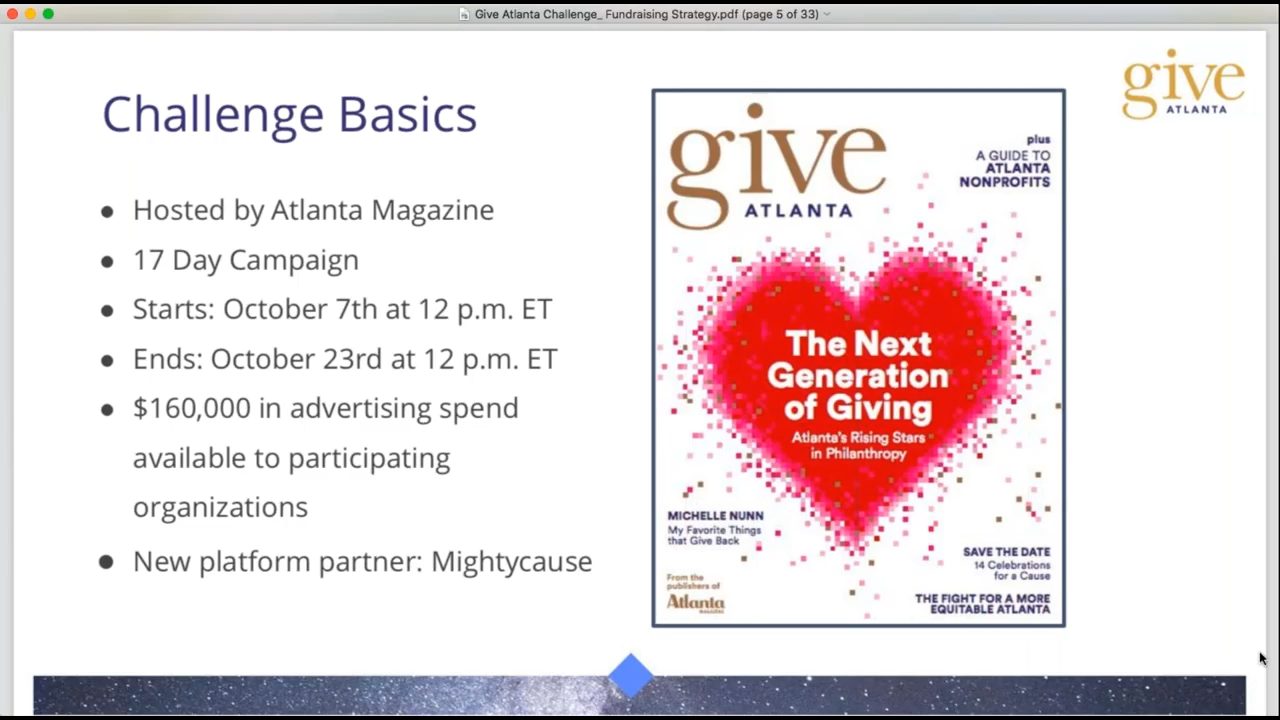 Give Atlanta Challenge_ Fundraising Strategy.pdf (page 5 of 33)
give
ATLANTA
Challenge Basics
● Hosted by Atlanta Magazine
● 17 Day Campaign
● Starts: October 7th at 12 p.m. ET
● Ends: October 23rd at 12 p.m. ET
● $160,000 in advertising spend
available to participating
organizations
● New platform partner: Mightycause
give
ATLANTA
plus
A GUIDE TO
ATLANTA
NONPROFITS
The Next
Generation
of Giving
Atlanta's Rising Stars
in Philanthropy
MICHELLE NUNN
My Favorite Things
that Give Back
From the
publishers of
Atlanta
MAGAZINE
SAVE THE DATE
14 Celebrations
for a Cause
THE FIGHT FOR A MORE
EQUITABLE ATLANTA